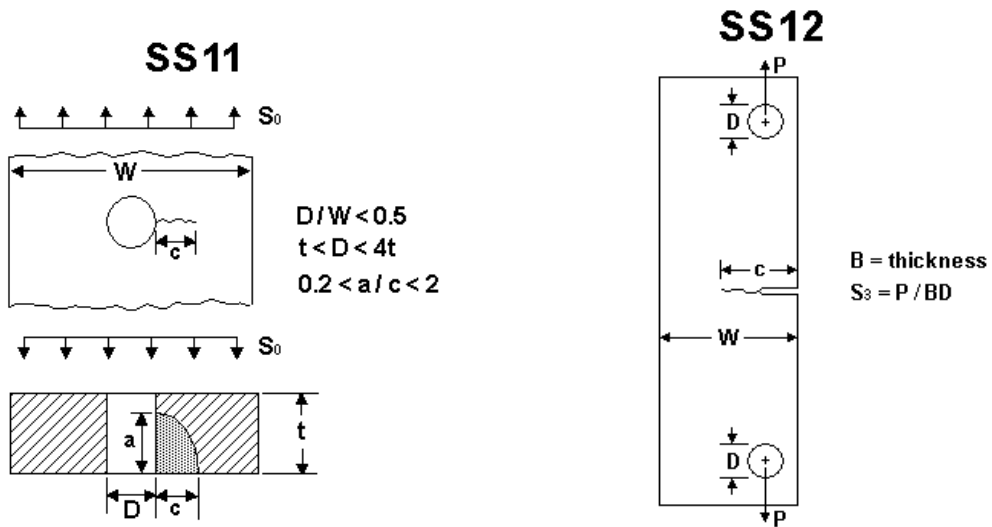 SS11
S₀
W
c
D/W<0.5
t<D<4t
0.2<a/c<2
S₀
a
t
D
c
SS12
P
D
c
B = thickness
S₃ = P/BD
W
D
P